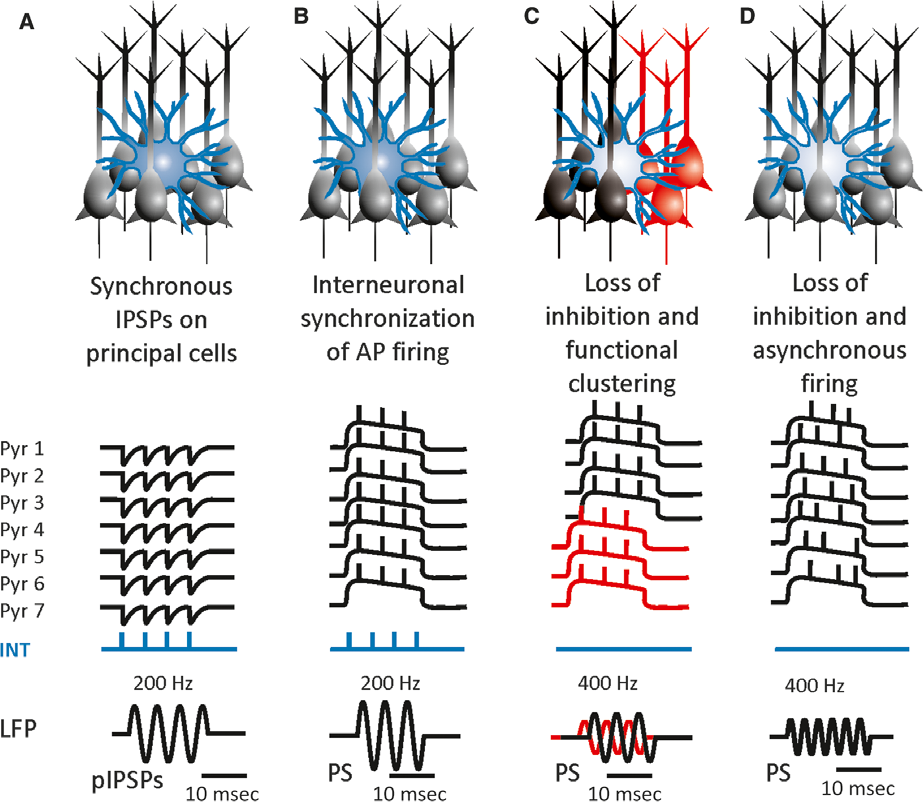 A
B
C
D
Synchronous
IPSPs on
principal cells
Interneuronal
synchronization
of AP firing
Loss of
inhibition and
functional
clustering
Loss of
inhibition and
asynchronous
firing
Pyr 1
Pyr 2
Pyr 3
Pyr 4
Pyr 5
Pyr 6
Pyr 7
INT
200 Hz
200 Hz
400 Hz
400 Hz
LFP
pIPSPs
PS
PS
PS
10 msec
10 msec
10 msec
10 msec